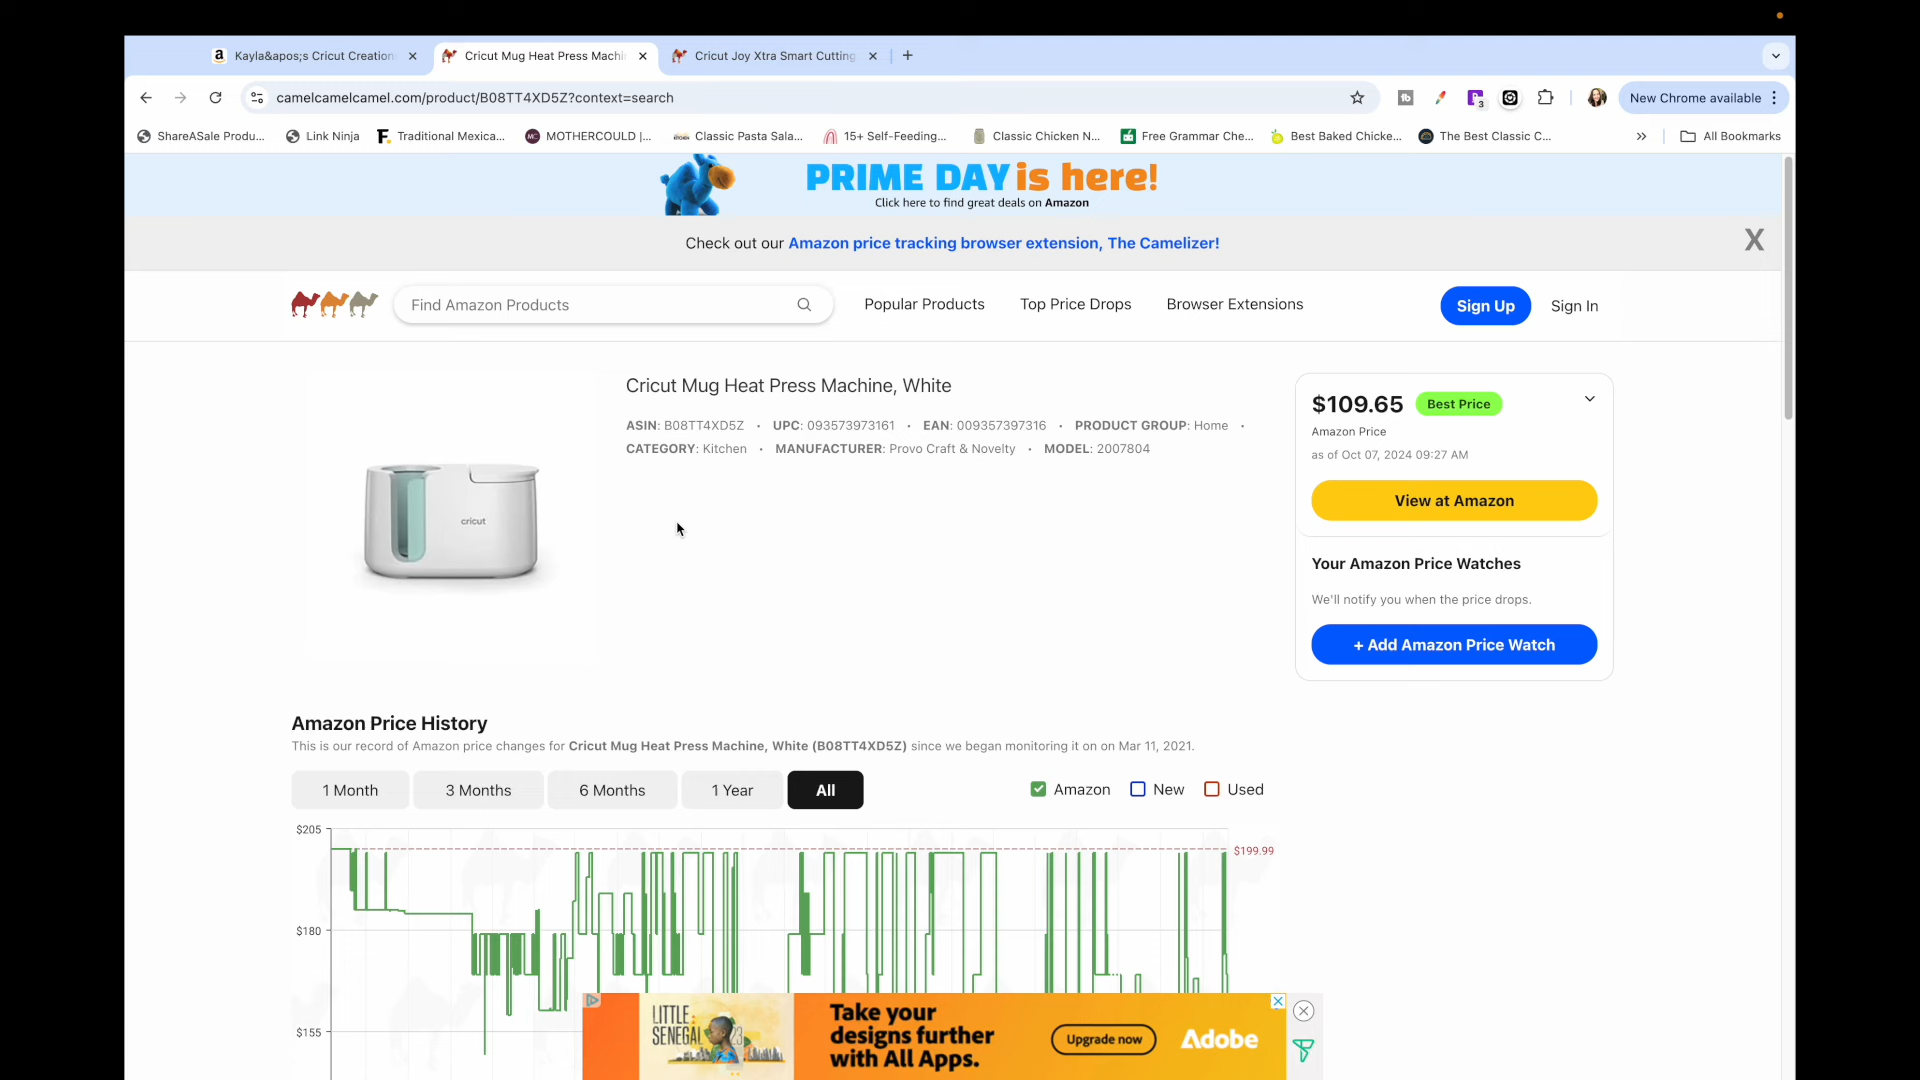 Kayla&apos;s Cricut Creation
Cricut Mug Heat Press Machi
Cricut Joy Xtra Smart Cutting
camelcamelcamel.com/product/B08TT4XD5Z?context=search
3
New Chrome available
ShareASale Produ...
Link Ninja
Traditional Mexica...
MOTHERCOULD |...
Classic Pasta Sala...
15+ Self-Feeding...
Classic Chicken N...
Free Grammar Che...
Best Baked Chicke...
The Best Classic C...
All Bookmarks
PRIME DAY is here!
Click here to find great deals on Amazon
Check out our Amazon price tracking browser extension, The Camelizer!
X
Find Amazon Products
Popular Products
Top Price Drops
Browser Extensions
Sign Up
Sign In
Cricut Mug Heat Press Machine, White
ASIN: B08TT4XD5Z • UPC: 093573973161 • EAN: 009357397316 • PRODUCT GROUP: Home •
CATEGORY: Kitchen • MANUFACTURER: Provo Craft & Novelty • MODEL: 2007804
cricut
$109.65 Best Price
Amazon Price
as of Oct 07, 2024 09:27 AM
View at Amazon
Your Amazon Price Watches
We'll notify you when the price drops.
+ Add Amazon Price Watch
Amazon Price History
This is our record of Amazon price changes for Cricut Mug Heat Press Machine, White (B08TT4XD5Z) since we began monitoring it on on Mar 11, 2021.
1 Month
3 Months
6 Months
1 Year
All
Amazon
New
Used
$205
$199.99
$180
$155
LITTLE
SENEGAL
Take your
designs further
with All Apps.
Upgrade now
Adobe